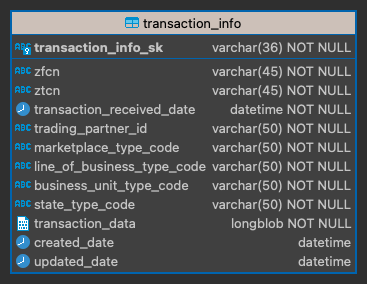 transaction_info
transaction_info_sk varchar(36) NOT NULL
zfcn varchar(45) NOT NULL
ztcn varchar(45) NOT NULL
transaction_received_date datetime NOT NULL
trading_partner_id varchar(50) NOT NULL
marketplace_type_code varchar(50) NOT NULL
line_of_business_type_code varchar(50) NOT NULL
business_unit_type_code varchar(50) NOT NULL
state_type_code varchar(50) NOT NULL
transaction_data longblob NOT NULL
created_date datetime
updated_date datetime